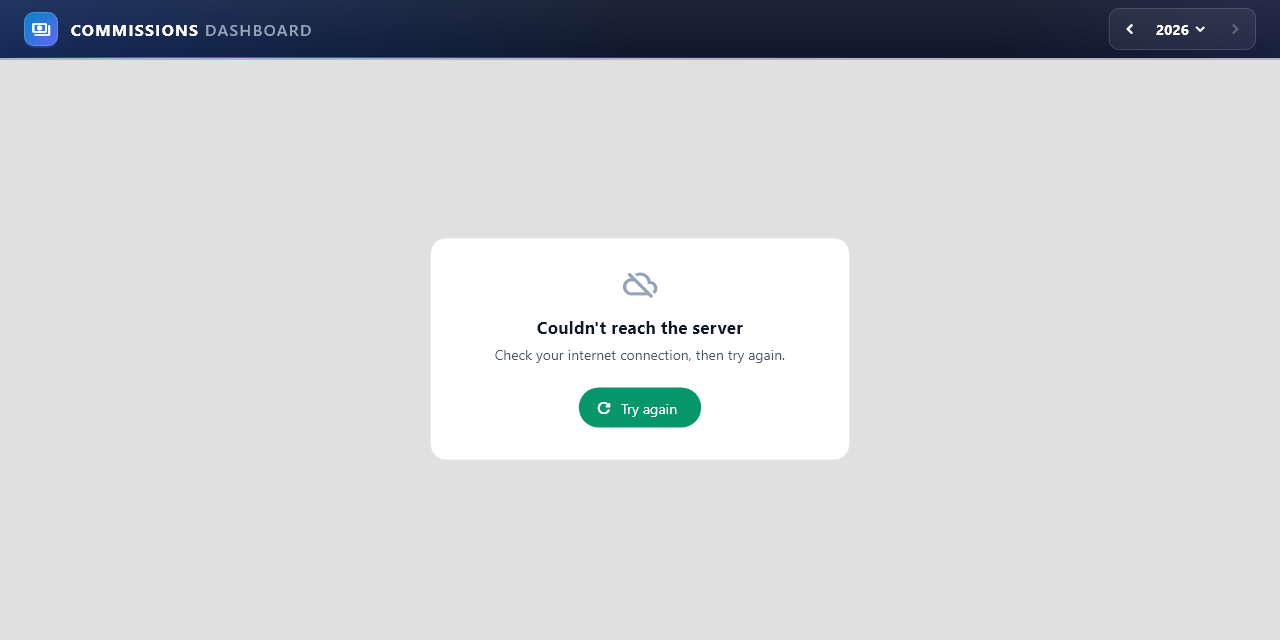 COMMISSIONS DASHBOARD
2026
Couldn't reach the server
Check your internet connection, then try again.
Try again